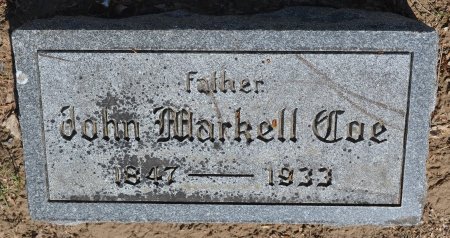 Father
John Markell Coe
1847 — 1933